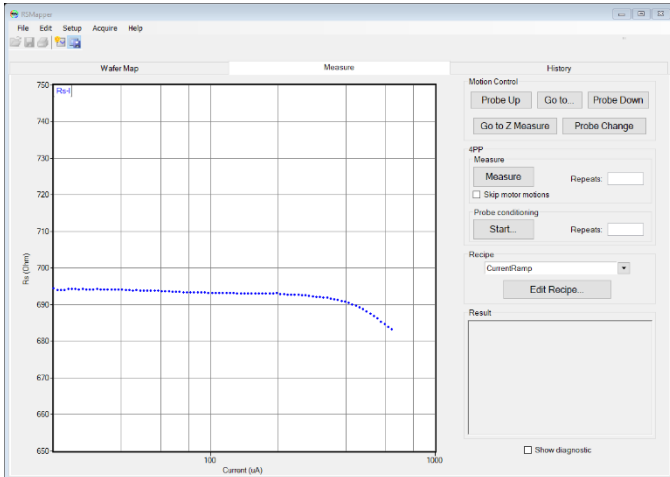 RSMapper
File Edit Setup Acquire Help
Wafer Map Measure History
750
740
730
720
710
700
690
680
670
660
650
Rs (Ohm)
Rs-I
100
1000
Current (uA)
Motion Control
Probe Up Go to... Probe Down
Go to Z Measure Probe Change
4PP
Measure
Measure Repeats:
Skip motor motions
Probe conditioning
Start... Repeats:
Recipe
CurrentRamp
Edit Recipe...
Result
Show diagnostic